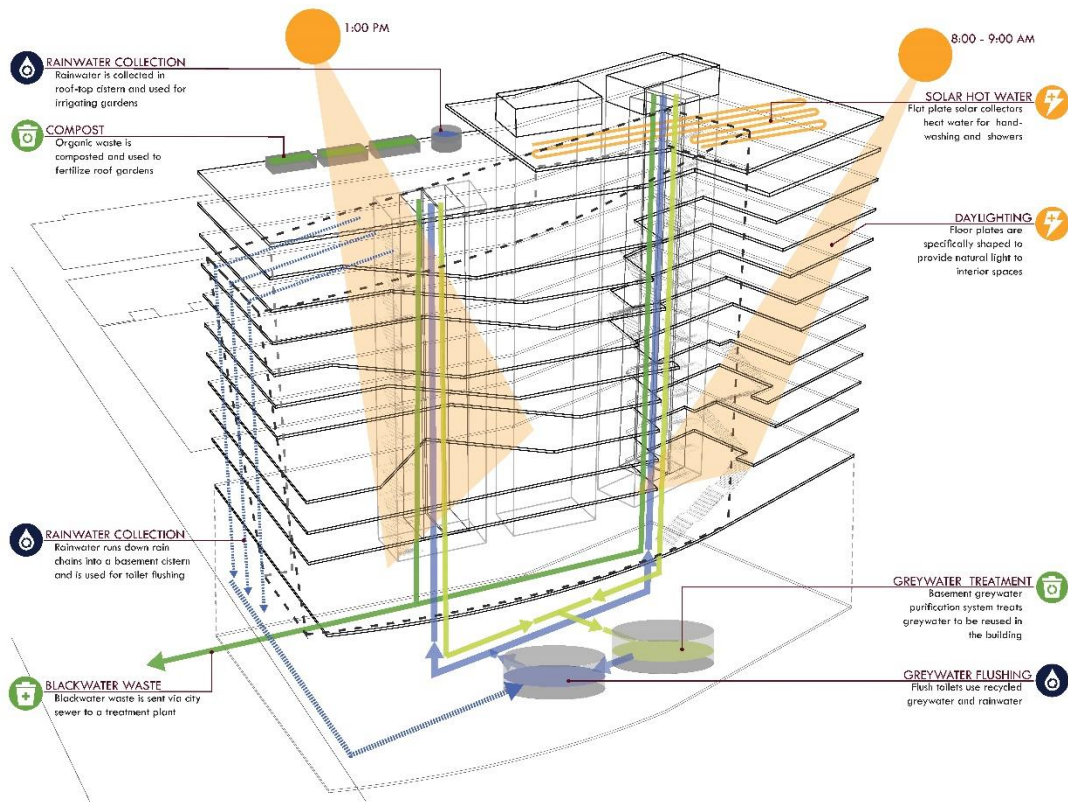 1:00 PM
8:00 - 9:00 AM
RAINWATER COLLECTION
Rainwater is collected in
roof-top cistern and used for
irrigating gardens
COMPOST
Organic waste is
composted and used to
fertilize roof gardens
SOLAR HOT WATER
Flat plate solar collectors
heat water for hand-
washing and showers
DAYLIGHTING
Floor plates are
specifically shaped to
provide natural light to
interior spaces
RAINWATER COLLECTION
Rainwater runs down rain
chains into a basement cistern
and is used for toilet flushing
GREYWATER TREATMENT
Basement greywater
purification system treats
greywater to be reused in
the building
BLACKWATER WASTE
Blackwater waste is sent via city
sewer to a treatment plant
GREYWATER FLUSHING
Flush toilets use recycled
greywater and rainwater